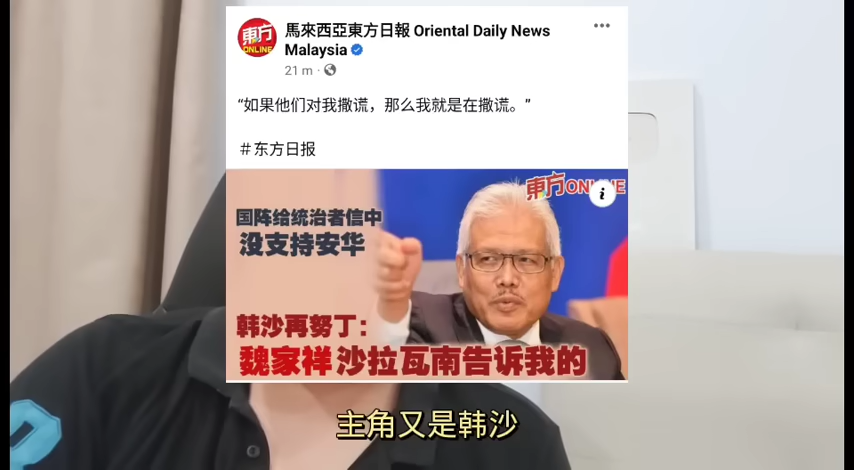 東方
ONLINE
馬來西亞東方日報 Oriental Daily News
Malaysia
21 m ·
“如果他们对我撒谎，那么我就是在撒谎。”
＃东方日报
東方ONLINE
i
国阵给统治者信中
没支持安华
韩沙再努丁：
魏家祥沙拉瓦南告诉我的
主角又是韩沙